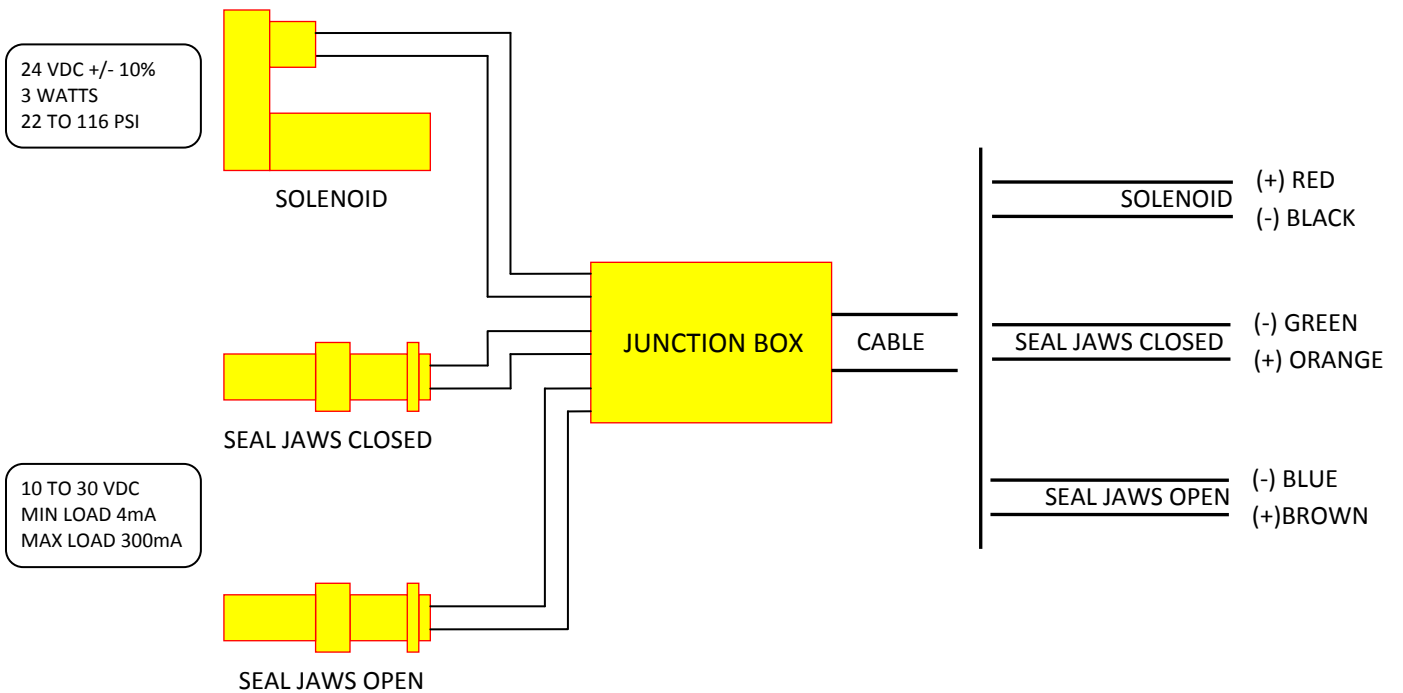 24 VDC +/- 10%
3 WATTS
22 TO 116 PSI
SOLENOID
SEAL JAWS CLOSED
10 TO 30 VDC
MIN LOAD 4mA
MAX LOAD 300mA
SEAL JAWS OPEN
JUNCTION BOX
CABLE
SOLENOID
(+) RED
(-) BLACK
SEAL JAWS CLOSED
(-) GREEN
(+) ORANGE
SEAL JAWS OPEN
(-) BLUE
(+)BROWN